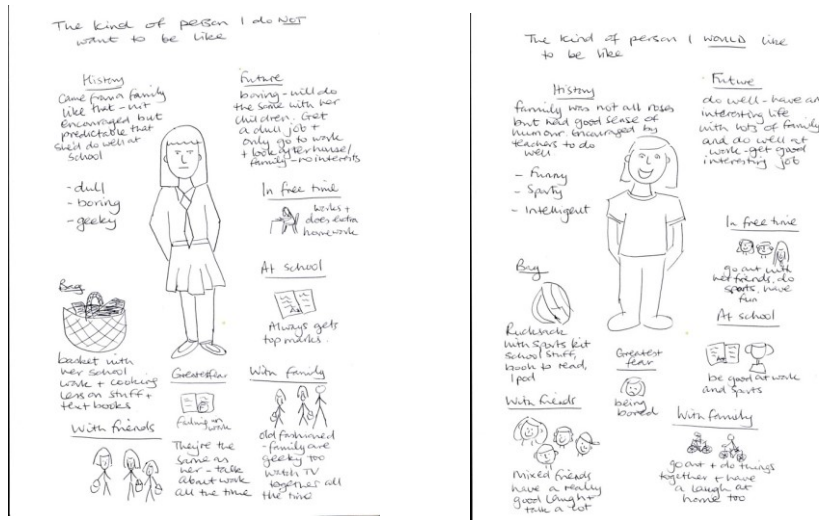 The kind of person I do NOT
want to be like
History
Came from a family
like that - not
encouraged but
predictable that
she'd do well at
school
- dull
- boring
- geeky
Bag
basket with
her school
work + cooking
lesson stuff +
text books
With friends
They're the
same as
her - talk
about work
all the time
Greatest fear
Failing in
work
Future
boring - will do
the same with her
children. Get
a dull job +
only go to work
+ look after house/
family - no interests
In free time
works +
does extra
homework
At school
Always gets
top marks.
With family
old fashioned
- family are
geeky too
watch TV
together all
the time
The kind of person I WOULD like
to be like
History
family was not all roses
but had good sense of
humour. encouraged by
teachers to do
well
- Funny
- Sporty
- Intelligent
Bag
Rucksack
with sports kit
school stuff,
book to read,
Ipod
With friends
mixed friends
have a really
good laugh +
talk a lot
Greatest
fear
being
bored
Future
do well - have an
interesting life
with lots of family
and do well at
work - get good
interesting job
In free time
go out with
her friends, do
sports, have
fun
At school
be good at work
and sports
With family
go out + do things
together + have
a laugh at
home too